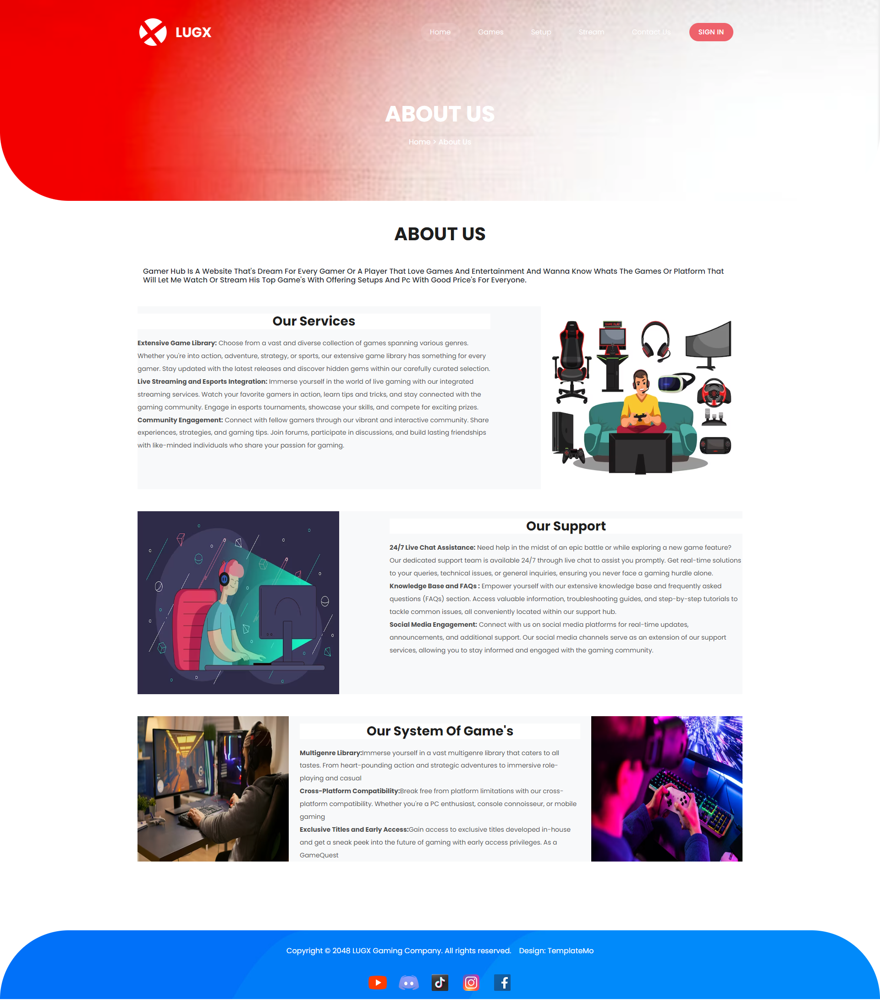 LUGX
Home
Games
Setup
Stream
Contact Us
SIGN IN
ABOUT US
Home > About Us
ABOUT US
Gamer Hub Is A Website That's Dream For Every Gamer Or A Player That Love Games And Entertainment And Wanna Know Whats The Games Or Platform That
Will Let Me Watch Or Stream His Top Game's With Offering Setups And Pc With Good Price's For Everyone.
Our Services
Extensive Game Library: Choose from a vast and diverse collection of games spanning various genres.
Whether you're into action, adventure, strategy, or sports, our extensive game library has something for every
gamer. Stay updated with the latest releases and discover hidden gems within our carefully curated selection.
Live Streaming and Esports Integration: Immerse yourself in the world of live gaming with our integrated
streaming services. Watch your favorite gamers in action, learn tips and tricks, and stay connected with the
gaming community. Engage in esports tournaments, showcase your skills, and compete for exciting prizes.
Community Engagement: Connect with fellow gamers through our vibrant and interactive community. Share
experiences, strategies, and gaming tips. Join forums, participate in discussions, and build lasting friendships
with like-minded individuals who share your passion for gaming.
GAME PLAY
Our Support
24/7 Live Chat Assistance: Need help in the midst of an epic battle or while exploring a new game feature?
Our dedicated support team is available 24/7 through live chat to assist you promptly. Get real-time solutions
to your queries, technical issues, or general inquiries, ensuring you never face a gaming hurdle alone.
Knowledge Base and FAQs : Empower yourself with our extensive knowledge base and frequently asked
questions (FAQs) section. Access valuable information, troubleshooting guides, and step-by-step tutorials to
tackle common issues, all conveniently located within our support hub.
Social Media Engagement: Connect with us on social media platforms for real-time updates,
announcements, and additional support. Our social media channels serve as an extension of our support
services, allowing you to stay informed and engaged with the gaming community.
Our System Of Game's
Multigenre Library:Immerse yourself in a vast multigenre library that caters to all
tastes. From heart-pounding action and strategic adventures to immersive role-
playing and casual
Cross-Platform Compatibility:Break free from platform limitations with our cross-
platform compatibility. Whether you're a PC enthusiast, console connoisseur, or mobile
gaming
Exclusive Titles and Early Access:Gain access to exclusive titles developed in-house
and get a sneak peek into the future of gaming with early access privileges. As a
GameQuest
Copyright © 2048 LUGX Gaming Company. All rights reserved. Design: TemplateMo